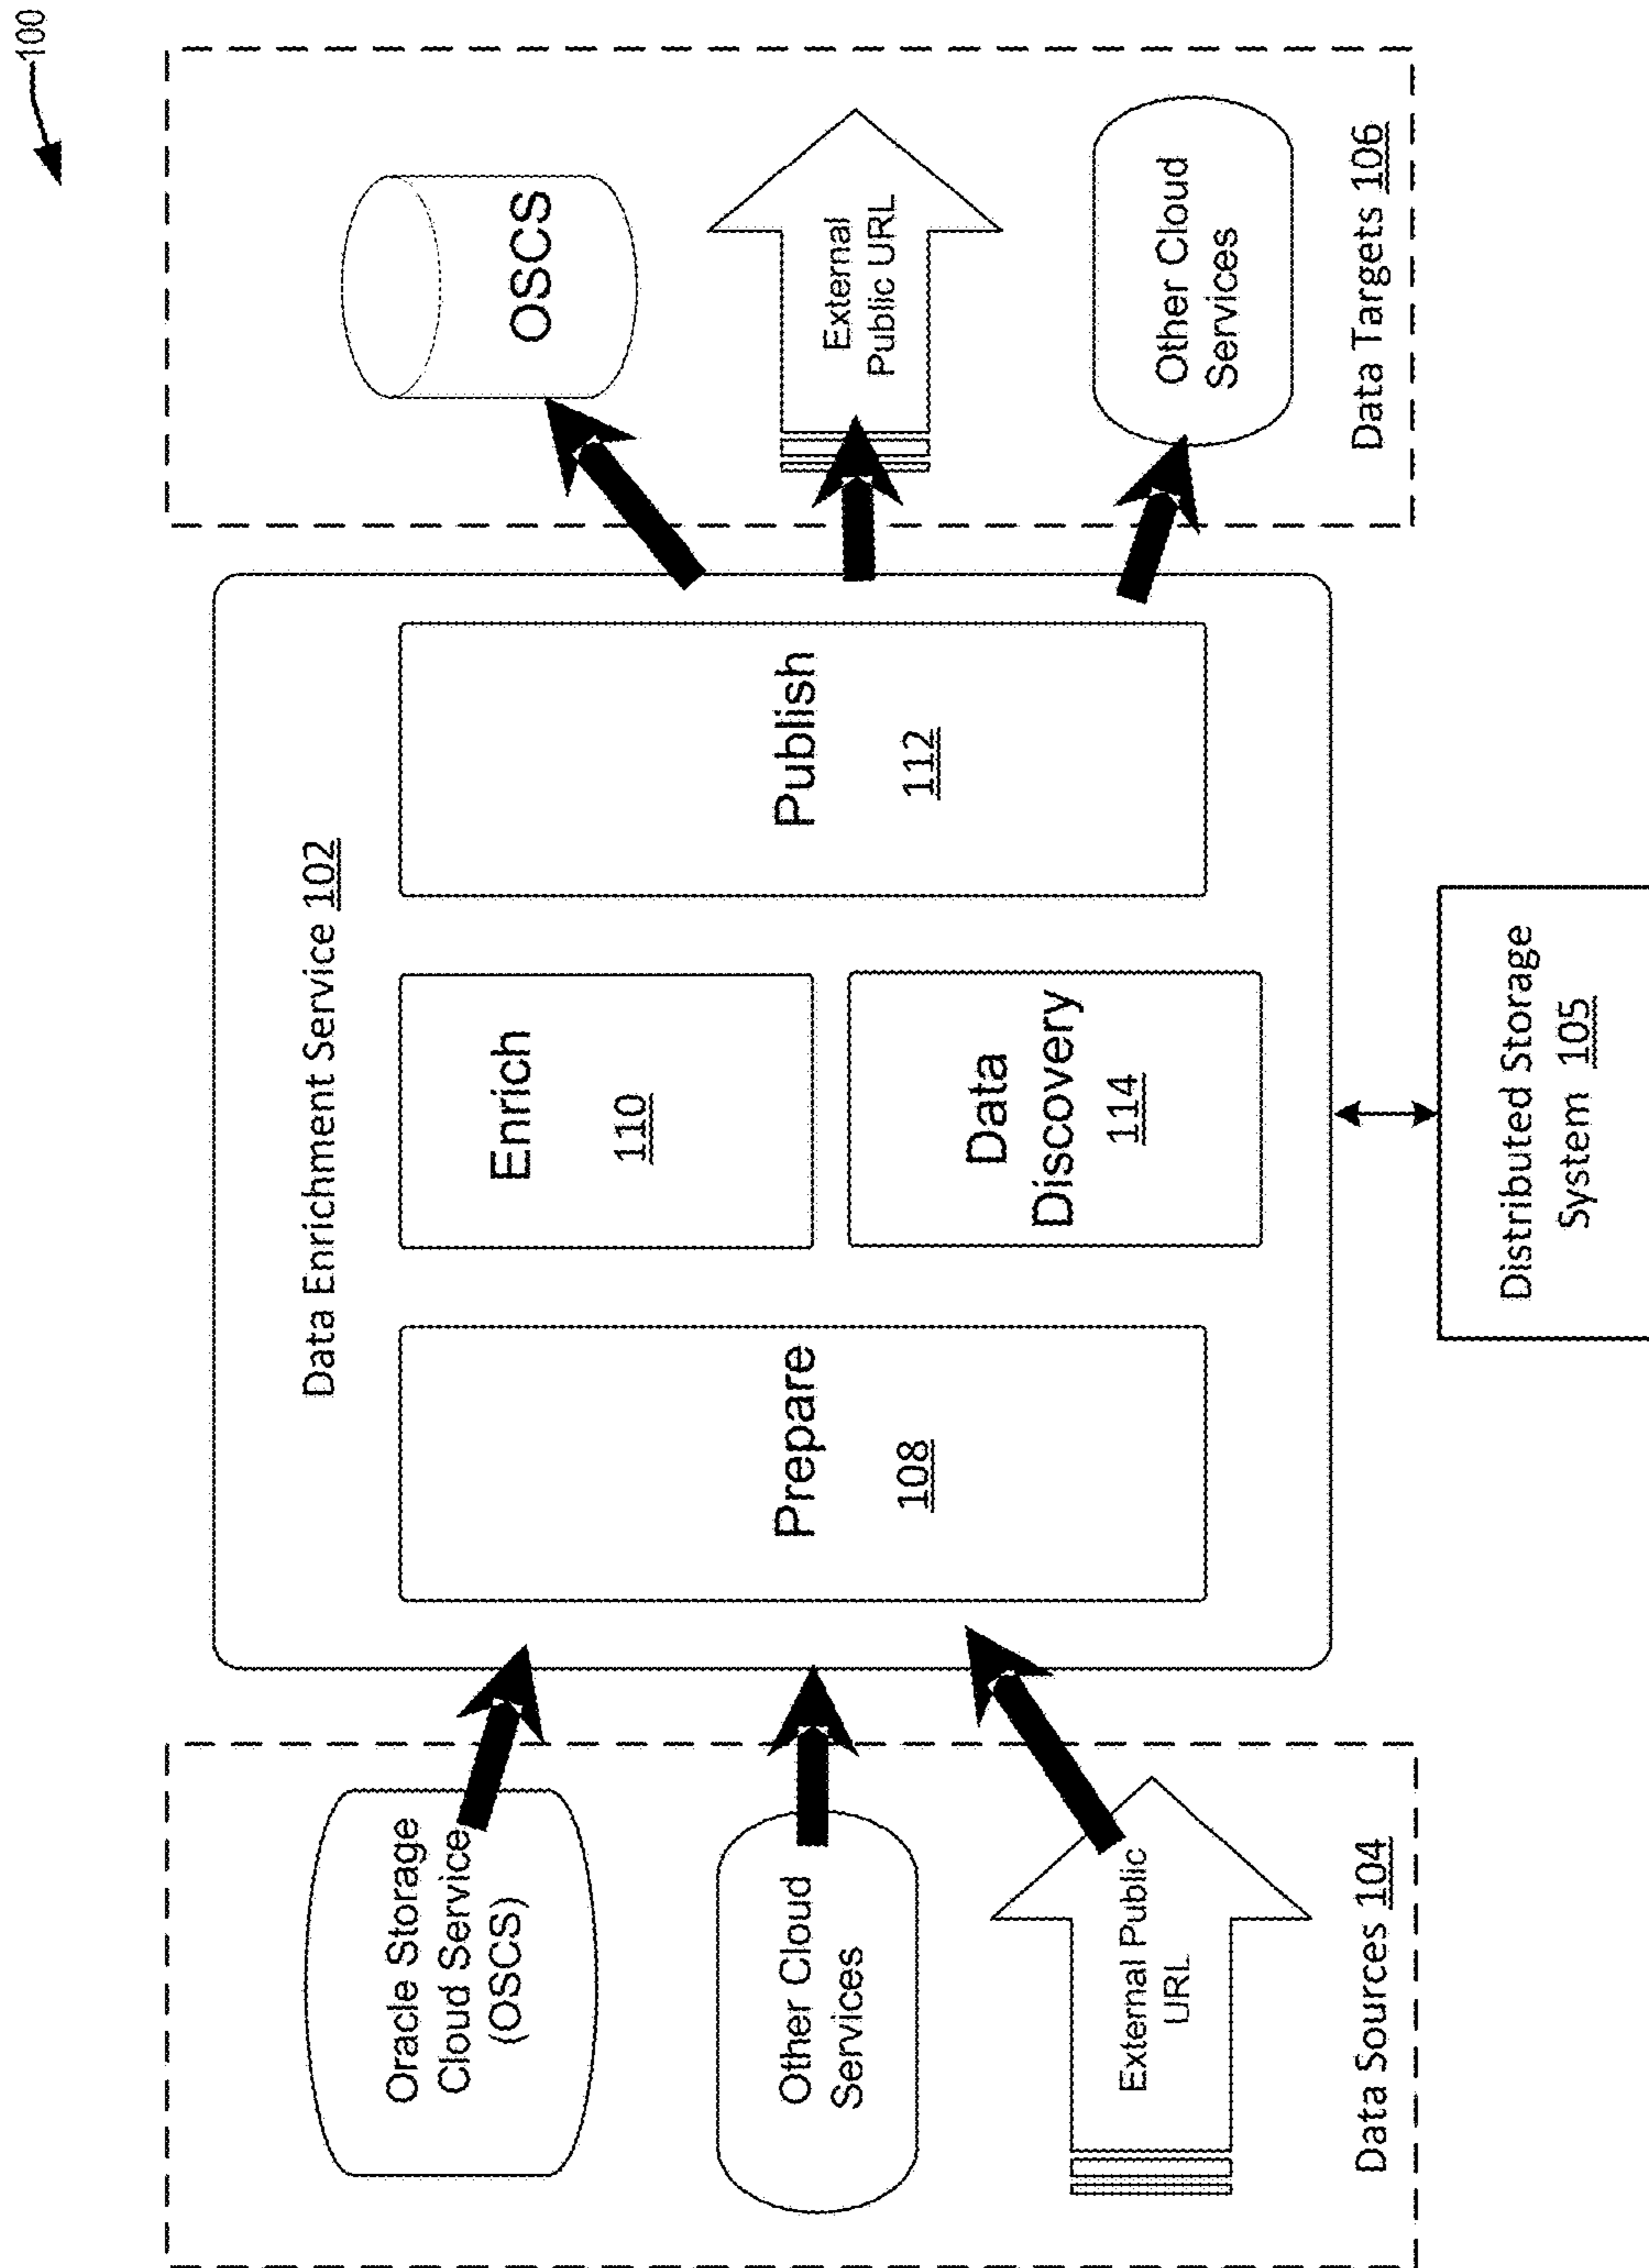 100
Oracle Storage
Cloud Service
(OSCS)
Other Cloud
Services
External Public
URL
Data Sources 104
Data Enrichment Service 102
Prepare
108
Enrich
110
Data
Discovery
114
Publish
112
OSCS
External
Public URL
Other Cloud
Services
Data Targets 106
Distributed Storage
System 105